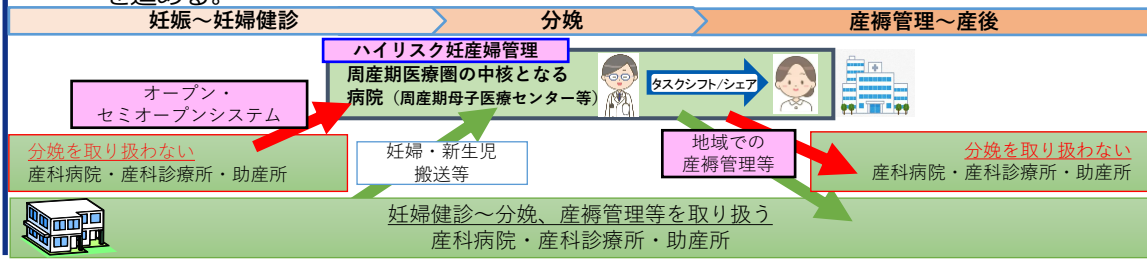 を進める。
妊娠～妊婦健診
分娩
産褥管理～産後
ハイリスク妊産婦管理
周産期医療圏の中核となる
病院（周産期母子医療センター等）
タスクシフト/シェア
オープン・
セミオープンシステム
分娩を取り扱わない
産科病院・産科診療所・助産所
妊婦・新生児
搬送等
地域での
産褥管理等
分娩を取り扱わない
産科病院・産科診療所・助産所
妊婦健診～分娩、産褥管理等を取り扱う
産科病院・産科診療所・助産所